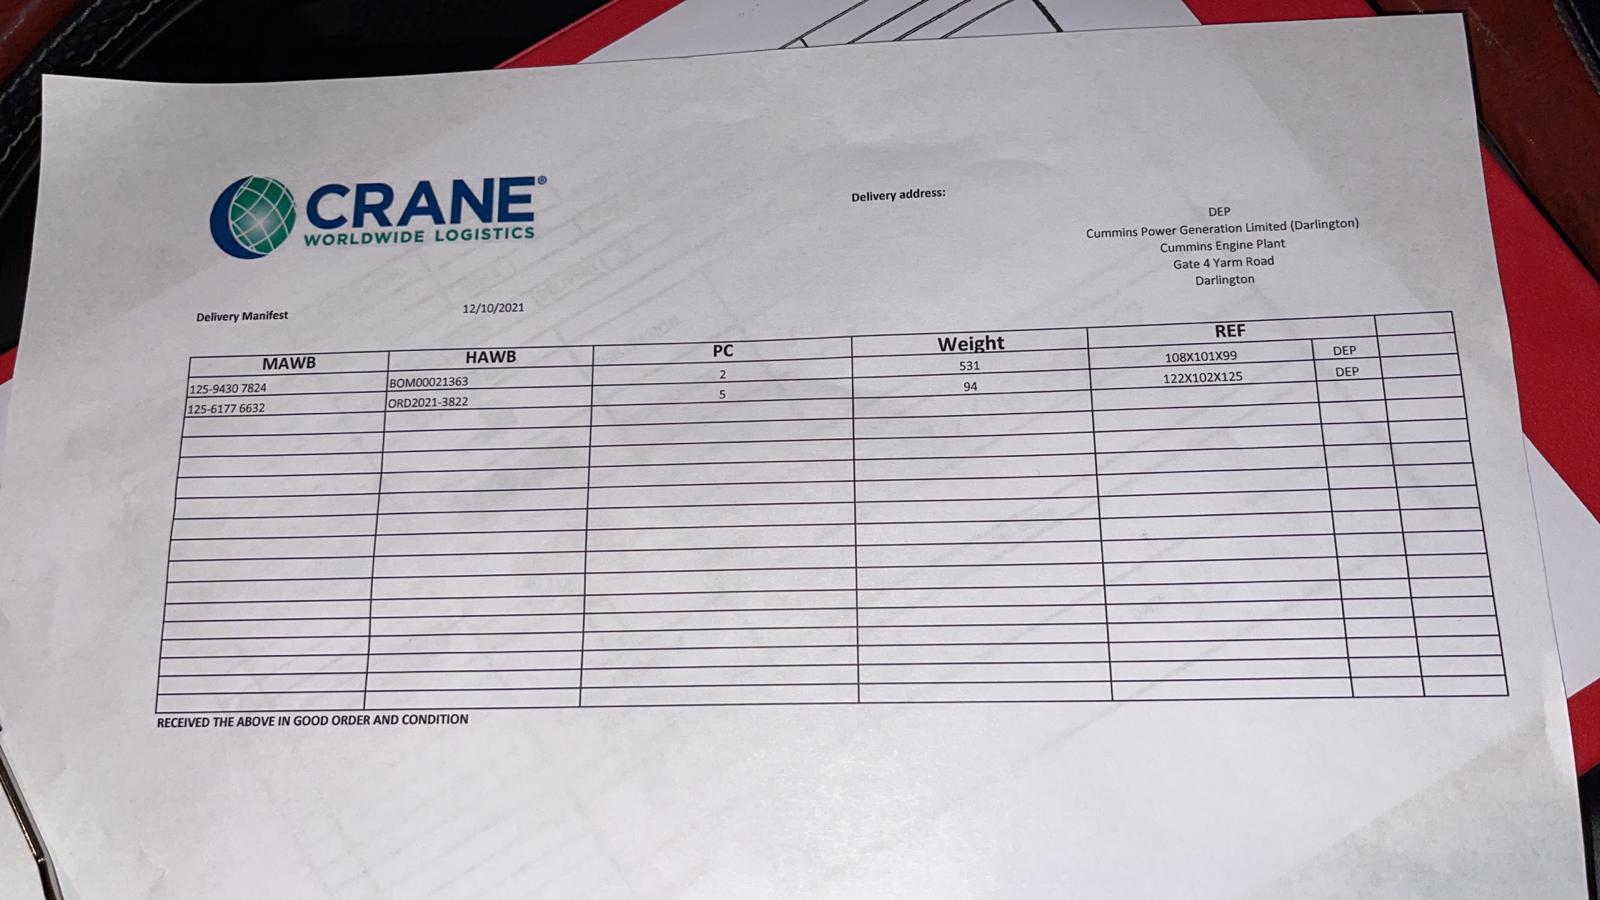 CRANE®
WORLDWIDE LOGISTICS
Delivery address:
DEP
Cummins Power Generation Limited (Darlington)
Cummins Engine Plant
Gate 4 Yarm Road
Darlington
Delivery Manifest 12/10/2021
MAWB HAWB PC Weight REF
125-9430 7824 BOM00021363 2 531 108X101X99 DEP
125-6177 6632 ORD2021-3822 5 94 122X102X125 DEP
RECEIVED THE ABOVE IN GOOD ORDER AND CONDITION